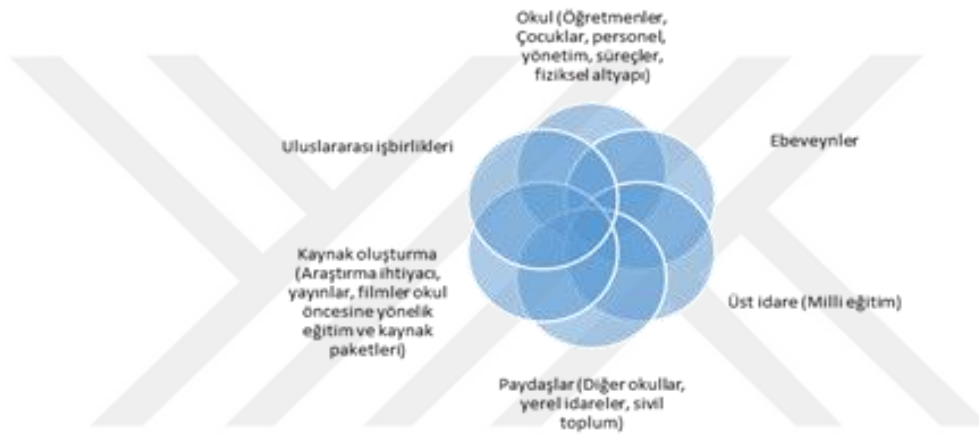 Okul (Öğretmenler,
Çocuklar, personel,
yönetim, süreçler,
fiziksel altyapı)
Ebeveynler
Üst idare (Milli eğitim)
Paydaşlar (Diğer okullar,
yerel idareler, sivil
toplum)
Kaynak oluşturma
(Araştırma ihtiyacı,
yayınlar, filmler okul
öncesine yönelik
eğitim ve kaynak
paketleri)
Uluslararası işbirlikleri